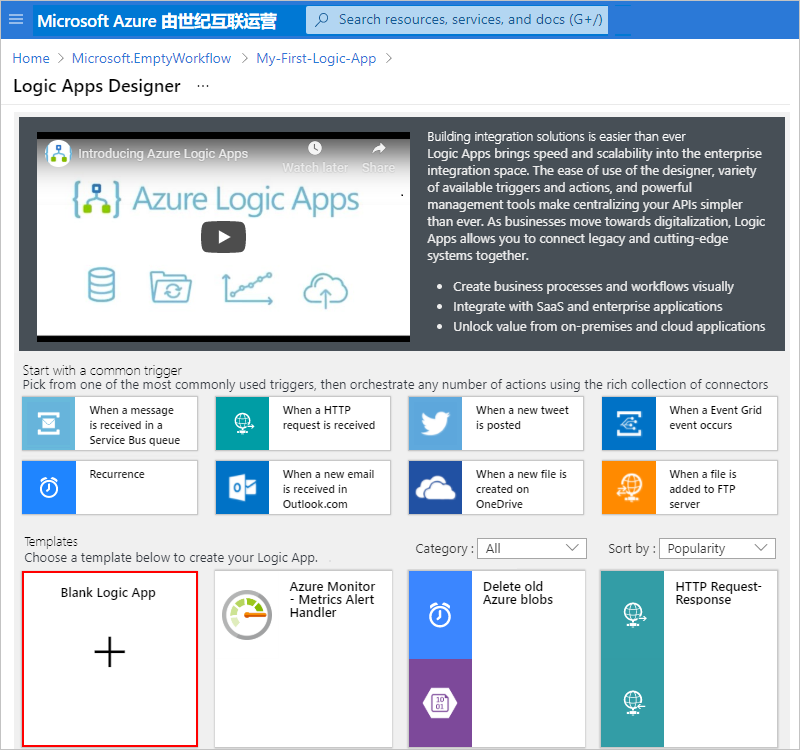 Microsoft Azure 由世纪互联运营
Search resources, services, and docs (G+/)
Home > Microsoft.EmptyWorkflow > My-First-Logic-App >
Logic Apps Designer ...
Introducing Azure Logic Apps
Watch later
Share
Azure Logic Apps
Building integration solutions is easier than ever
Logic Apps brings speed and scalability into the enterprise
integration space. The ease of use of the designer, variety
of available triggers and actions, and powerful
management tools make centralizing your APIs simpler
than ever. As businesses move towards digitalization, Logic
Apps allows you to connect legacy and cutting-edge
systems together.
• Create business processes and workflows visually
• Integrate with SaaS and enterprise applications
• Unlock value from on-premises and cloud applications
Start with a common trigger
Pick from one of the most commonly used triggers, then orchestrate any number of actions using the rich collection of connectors
When a message
is received in a
Service Bus queue
When a HTTP
request is received
When a new tweet
is posted
When a Event Grid
event occurs
Recurrence
When a new email
is received in
Outlook.com
When a new file is
created on
OneDrive
When a file is
added to FTP
server
Templates
Choose a template below to create your Logic App.
Category : All
Sort by : Popularity
Blank Logic App
Azure Monitor
- Metrics Alert
Handler
Delete old
Azure blobs
10
01
HTTP Request-
Response